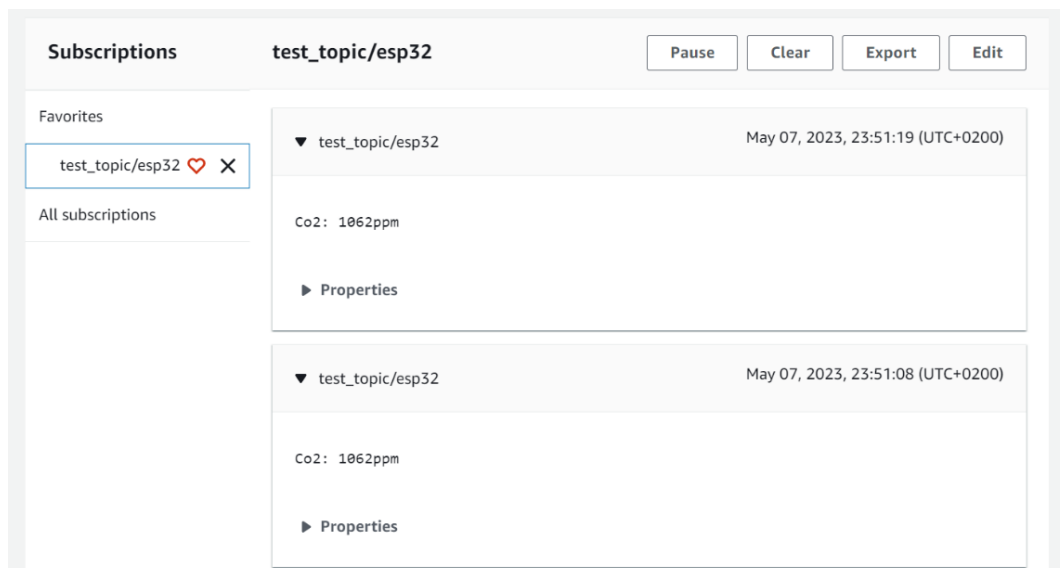 Subscriptions
test_topic/esp32
Pause
Clear
Export
Edit
Favorites
test_topic/esp32
All subscriptions
test_topic/esp32
May 07, 2023, 23:51:19 (UTC+0200)
Co2: 1062ppm
Properties
test_topic/esp32
May 07, 2023, 23:51:08 (UTC+0200)
Co2: 1062ppm
Properties